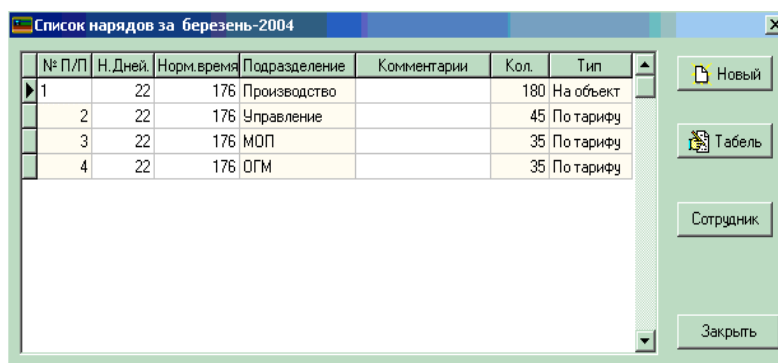 Список нарядов за березень-2004
№ П/П Н.Дней. Норм.время Подразделение Комментарии Кол. Тип
1 22 176 Производство 180 На объект
2 22 176 Управление 45 По тарифу
3 22 176 МОП 35 По тарифу
4 22 176 ОГМ 35 По тарифу
Новый
Табель
Сотрудник
Закрыть